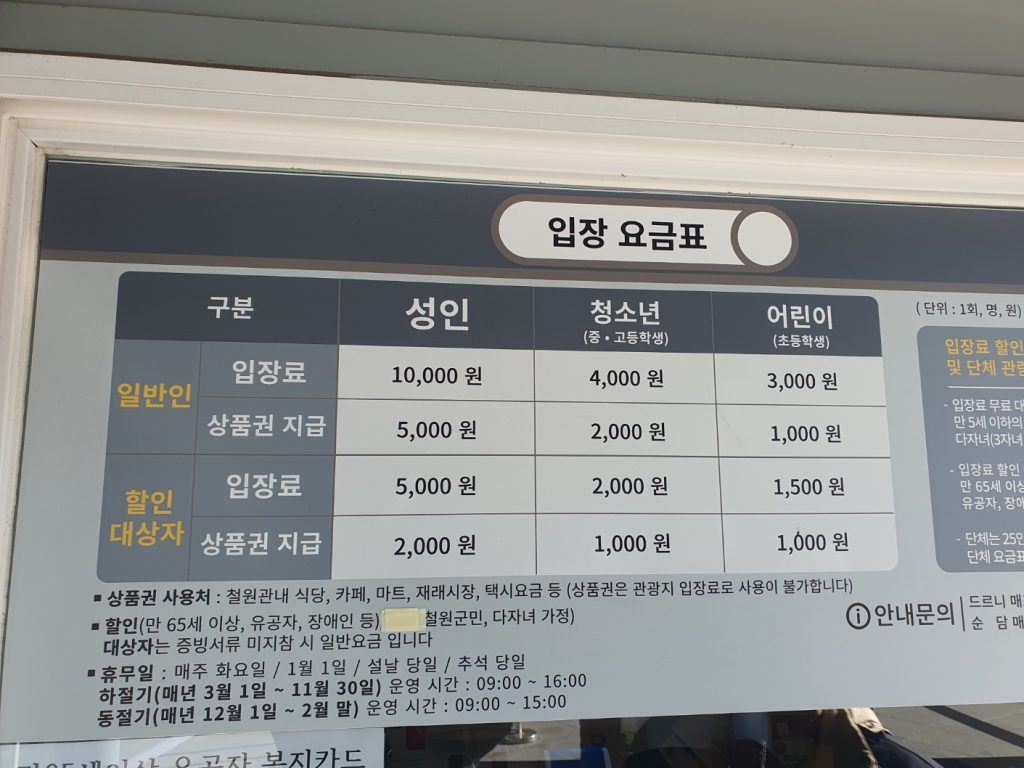 입장 요금표
( 단위 : 1회, 명, 원)
구분 성인 청소년 어린이
(중 • 고등학생) (초등학생)
일반인 입장료 10,000 원 4,000 원 3,000 원
상품권 지급 5,000 원 2,000 원 1,000 원
할인 대상자 입장료 5,000 원 2,000 원 1,500 원
상품권 지급 2,000 원 1,000 원 1,000 원
입장료 할인
및 단체 관련
- 입장료 무료 대
만 5세 이하의
다자녀(3자녀
- 입장료 할인
만 65세 이상
유공자, 장애
- 단체는 25인
단체 요금표
▪ 상품권 사용처 : 철원관내 식당, 카페, 마트, 재래시장, 택시요금 등 (상품권은 관광지 입장료로 사용이 불가합니다)
▪ 할인(만 65세 이상, 유공자, 장애인 등) 철원군민, 다자녀 가정)
대상자는 증빙서류 미지참 시 일반요금 입니다
▪ 휴무일 : 매주 화요일 / 1월 1일 / 설날 당일 / 추석 당일
하절기(매년 3월 1일 ~ 11월 30일) 운영 시간 : 09:00 ~ 16:00
동절기(매년 12월 1일 ~ 2월 말) 운영 시간 : 09:00 ~ 15:00
안내문의
드르니 매
순 담 매
유공자 복지카드